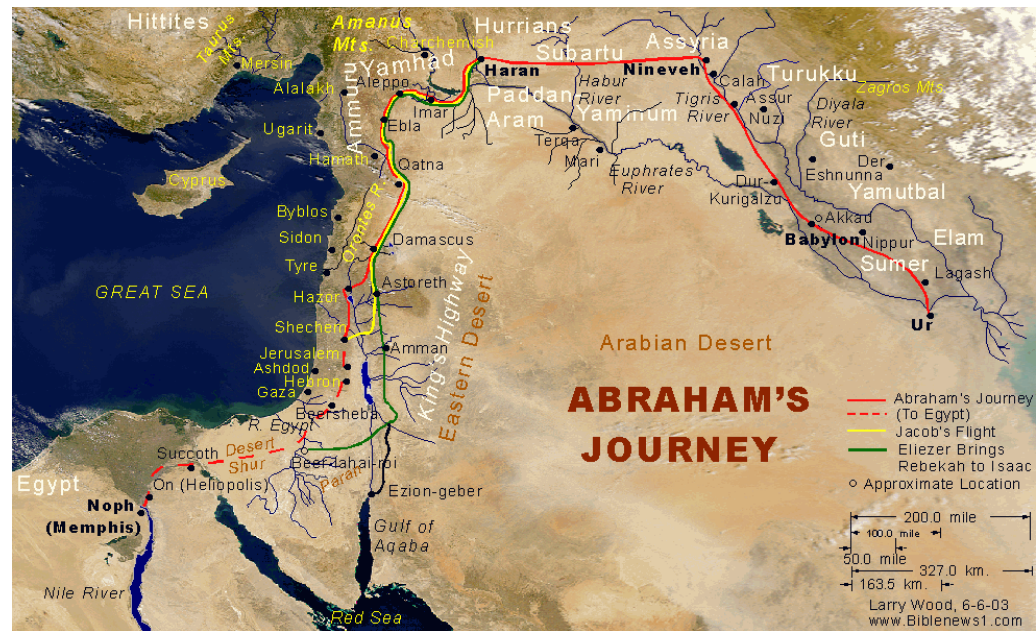 Hittites
Taurus
Mts.
Mersin
Amanus
Mts.
Charchemish
Hurrians
Subartu
Assyria
Yamhad
Haran
Nineveh
Calah
Turukku
Zagros Mts.
Alalakh
Aleppo
Imar
Paddan
Aram
Habur
River
Tigris
River
Assur
Nuzi
Diyala
River
Ugarit
Ammuru
Ebla
Yaminum
Guti
Hamath
Qatna
Terqa
Mari
Euphrates
River
Eshnunna
Der
Cyprus
Dur-
Kurigalzu
Yamutbal
Byblos
Orontes R.
Akkad
Sidon
Damascus
Babylon
Nippur
Elam
Tyre
Sumer
Lagash
GREAT SEA
Hazor
Astoreth
Ur
Shechem
King's Highway
Eastern Desert
Arabian Desert
Jerusalem
Amman
Ashdod
Hebron
Gaza
Beersheba
R. Egypt
ABRAHAM'S
JOURNEY
Abraham's Journey
(To Egypt)
Jacob's Flight
Eliezer Brings
Rebekah to Isaac
Approximate Location
Succoth
Desert
Shur
Beer-lahai-roi
Paran
Egypt
On (Heliopolis)
Noph
(Memphis)
Ezion-geber
Gulf of
Aqaba
Nile River
Red Sea
200.0 mile
100.0 mile
50.0 mile
327.0 km.
163.5 km.
Larry Wood, 6-6-03
www.Biblenews1.com